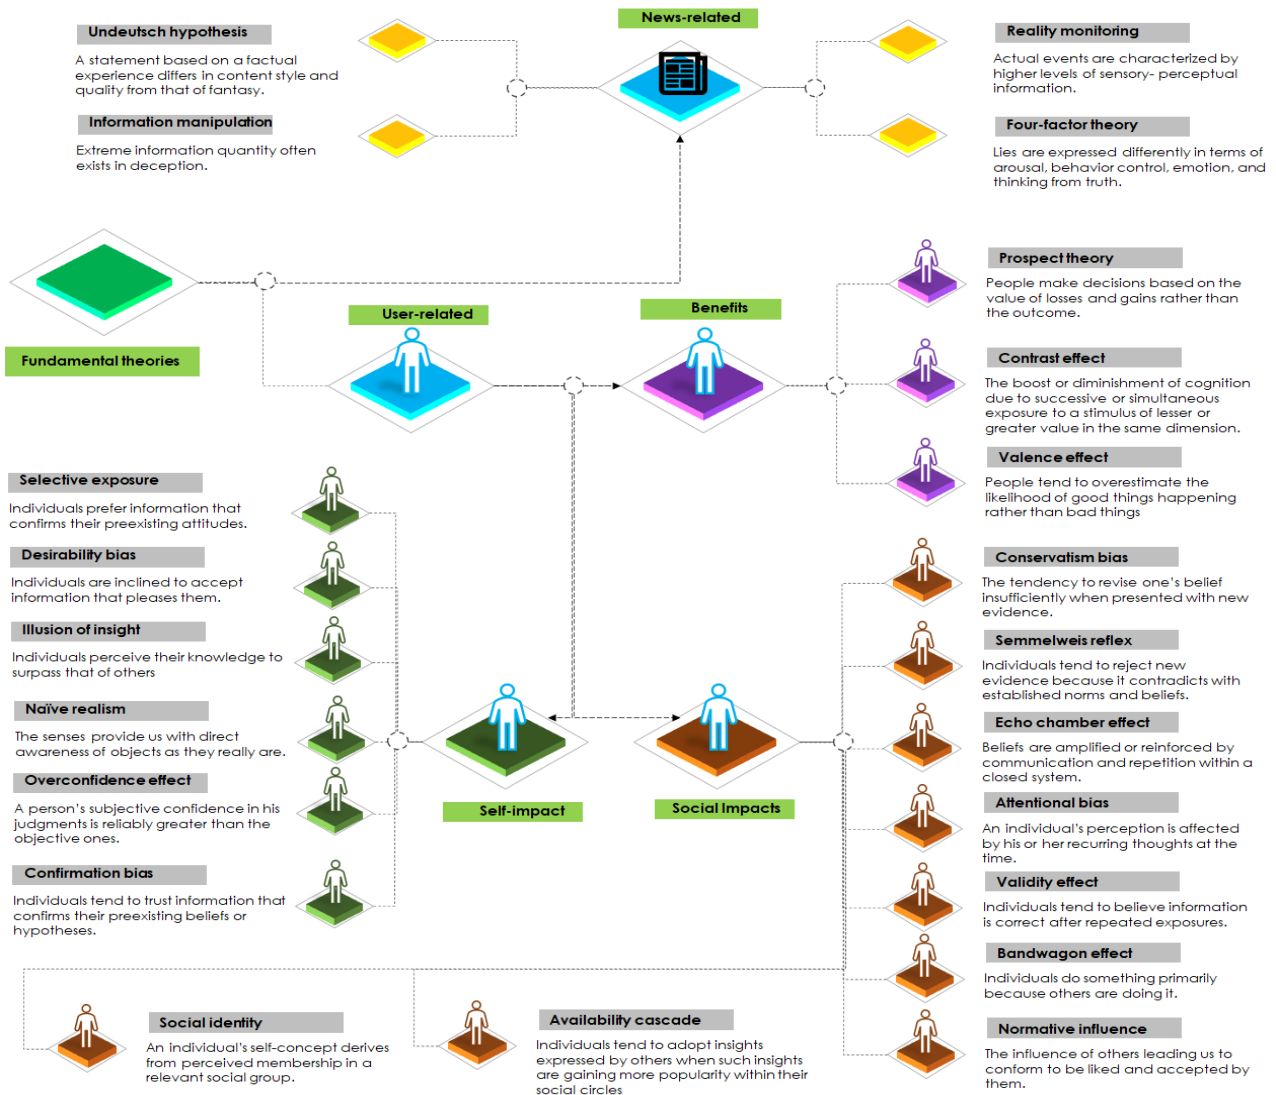 News-related
Undeutsch hypothesis
A statement based on a factual
experience differs in content style and
quality from that of fantasy.
Information manipulation
Extreme information quantity often
exists in deception.
Reality monitoring
Actual events are characterized by
higher levels of sensory- perceptual
information.
Four-factor theory
Lies are expressed differently in terms of
arousal, behavior control, emotion, and
thinking from truth.
Fundamental theories
User-related
Benefits
Prospect theory
People make decisions based on the
value of losses and gains rather than
the outcome.
Contrast effect
The boost or diminishment of cognition
due to successive or simultaneous
exposure to a stimulus of lesser or
greater value in the same dimension.
Valence effect
People tend to overestimate the
likelihood of good things happening
rather than bad things
Selective exposure
Individuals prefer information that
confirms their preexisting attitudes.
Desirability bias
Individuals are inclined to accept
information that pleases them.
Illusion of insight
Individuals perceive their knowledge to
surpass that of others
Naïve realism
The senses provide us with direct
awareness of objects as they really are.
Overconfidence effect
A person's subjective confidence in his
judgments is reliably greater than the
objective ones.
Confirmation bias
Individuals tend to trust information that
confirms their preexisting beliefs or
hypotheses.
Self-impact
Social Impacts
Conservatism bias
The tendency to revise one's belief
insufficiently when presented with new
evidence.
Semmelweis reflex
Individuals tend to reject new
evidence because it contradicts with
established norms and beliefs.
Echo chamber effect
Beliefs are amplified or reinforced by
communication and repetition within a
closed system.
Attentional bias
An individual's perception is affected
by his or her recurring thoughts at the
time.
Validity effect
Individuals tend to believe information
is correct after repeated exposures.
Bandwagon effect
Individuals do something primarily
because others are doing it.
Normative influence
The influence of others leading us to
conform to be liked and accepted by
them.
Social identity
An individual's self-concept derives
from perceived membership in a
relevant social group.
Availability cascade
Individuals tend to adopt insights
expressed by others when such insights
are gaining more popularity within their
social circles